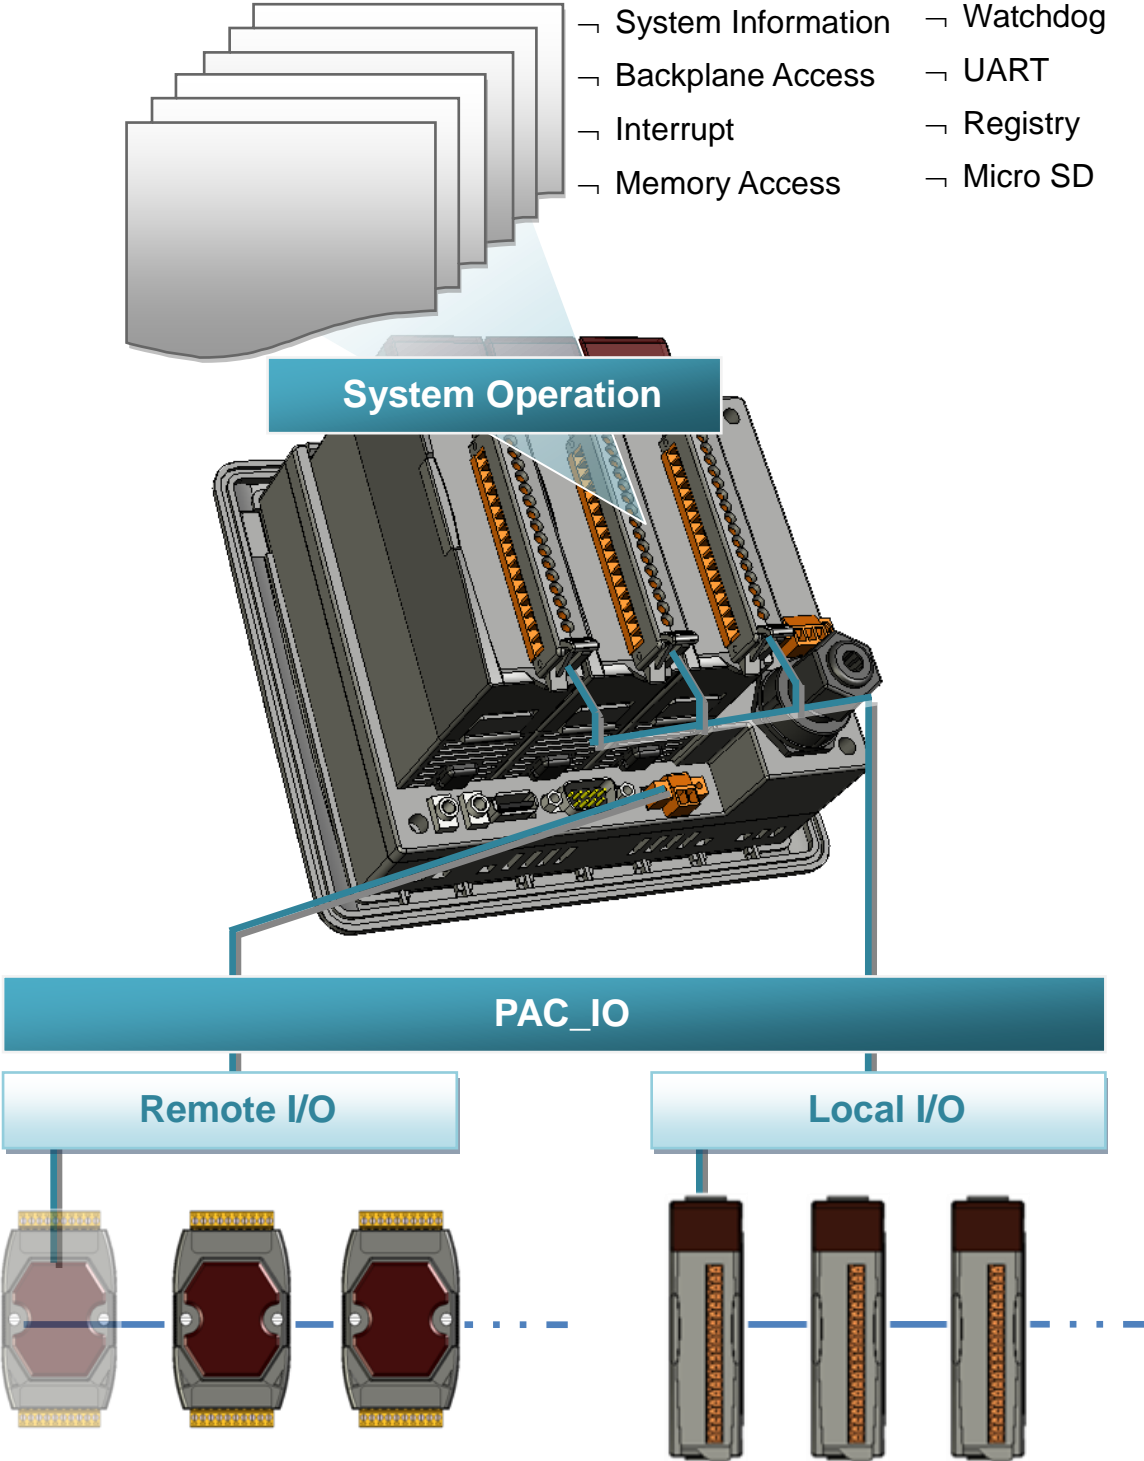 ¬ System Information
¬ Backplane Access
¬ Interrupt
¬ Memory Access
¬ Watchdog
¬ UART
¬ Registry
¬ Micro SD
System Operation
PAC_IO
Remote I/O
Local I/O